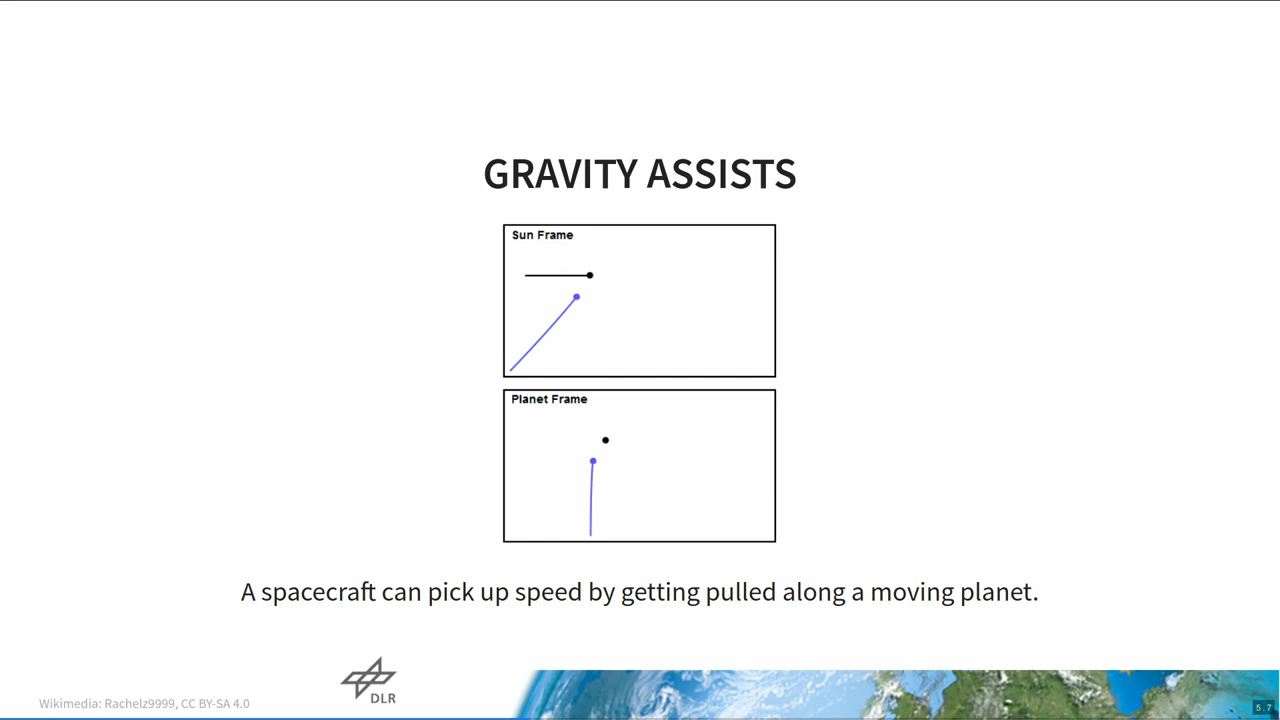 GRAVITY ASSISTS
Sun Frame
Planet Frame
A spacecraft can pick up speed by getting pulled along a moving planet.
DLR
Wikimedia: Rachelz9999, CC BY-SA 4.0
5.7